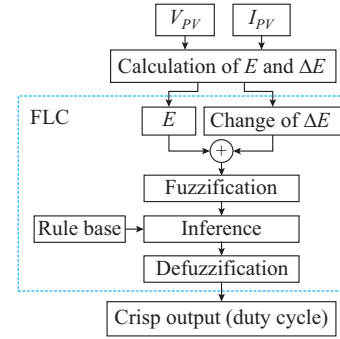 V_PV I_PV
Calculation of E and ΔE
FLC
E Change of ΔE
+
Fuzzification
Rule base Inference
Defuzzification
Crisp output (duty cycle)